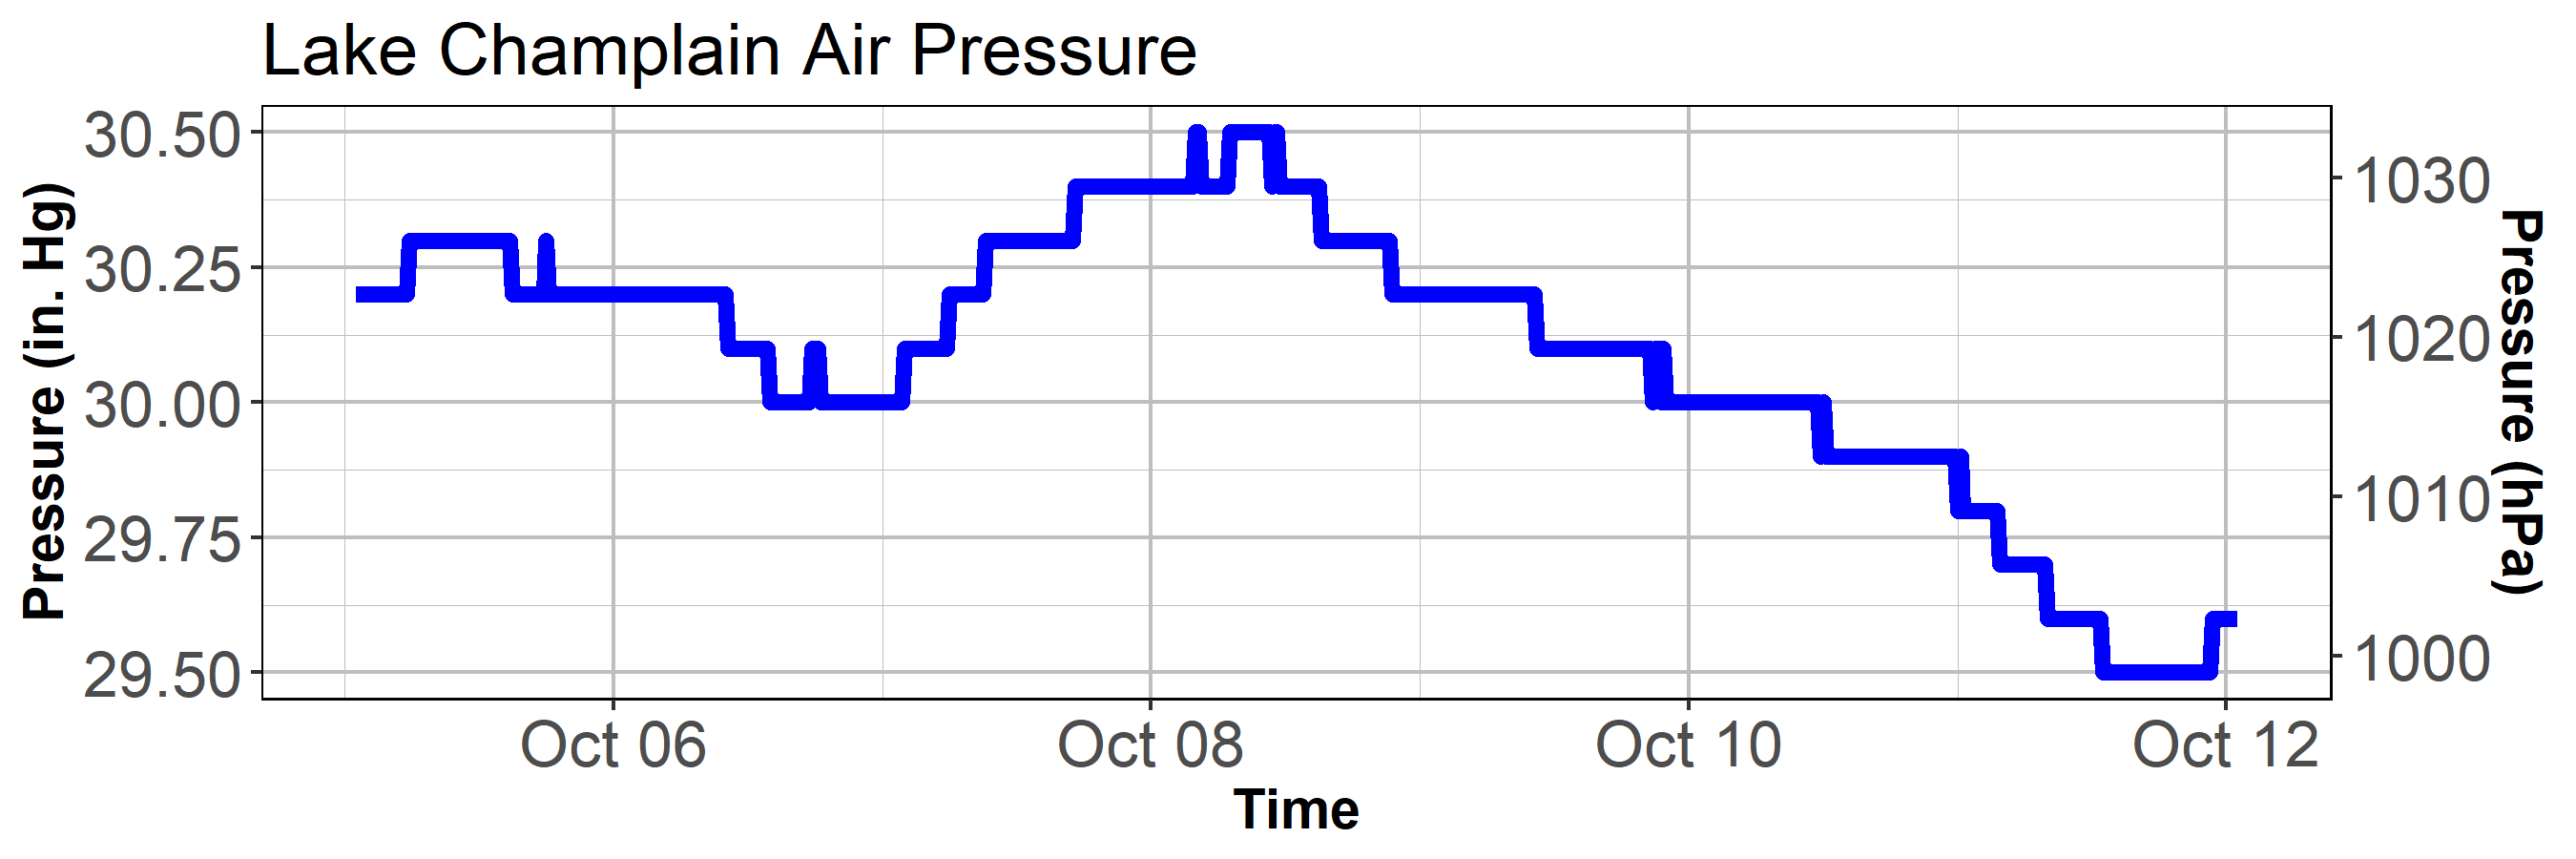 Lake Champlain Air Pressure
Pressure (in. Hg)
30.50
30.25
30.00
29.75
29.50
1030
1020
1010
1000
Pressure (hPa)
Oct 06
Oct 08
Oct 10
Oct 12
Time